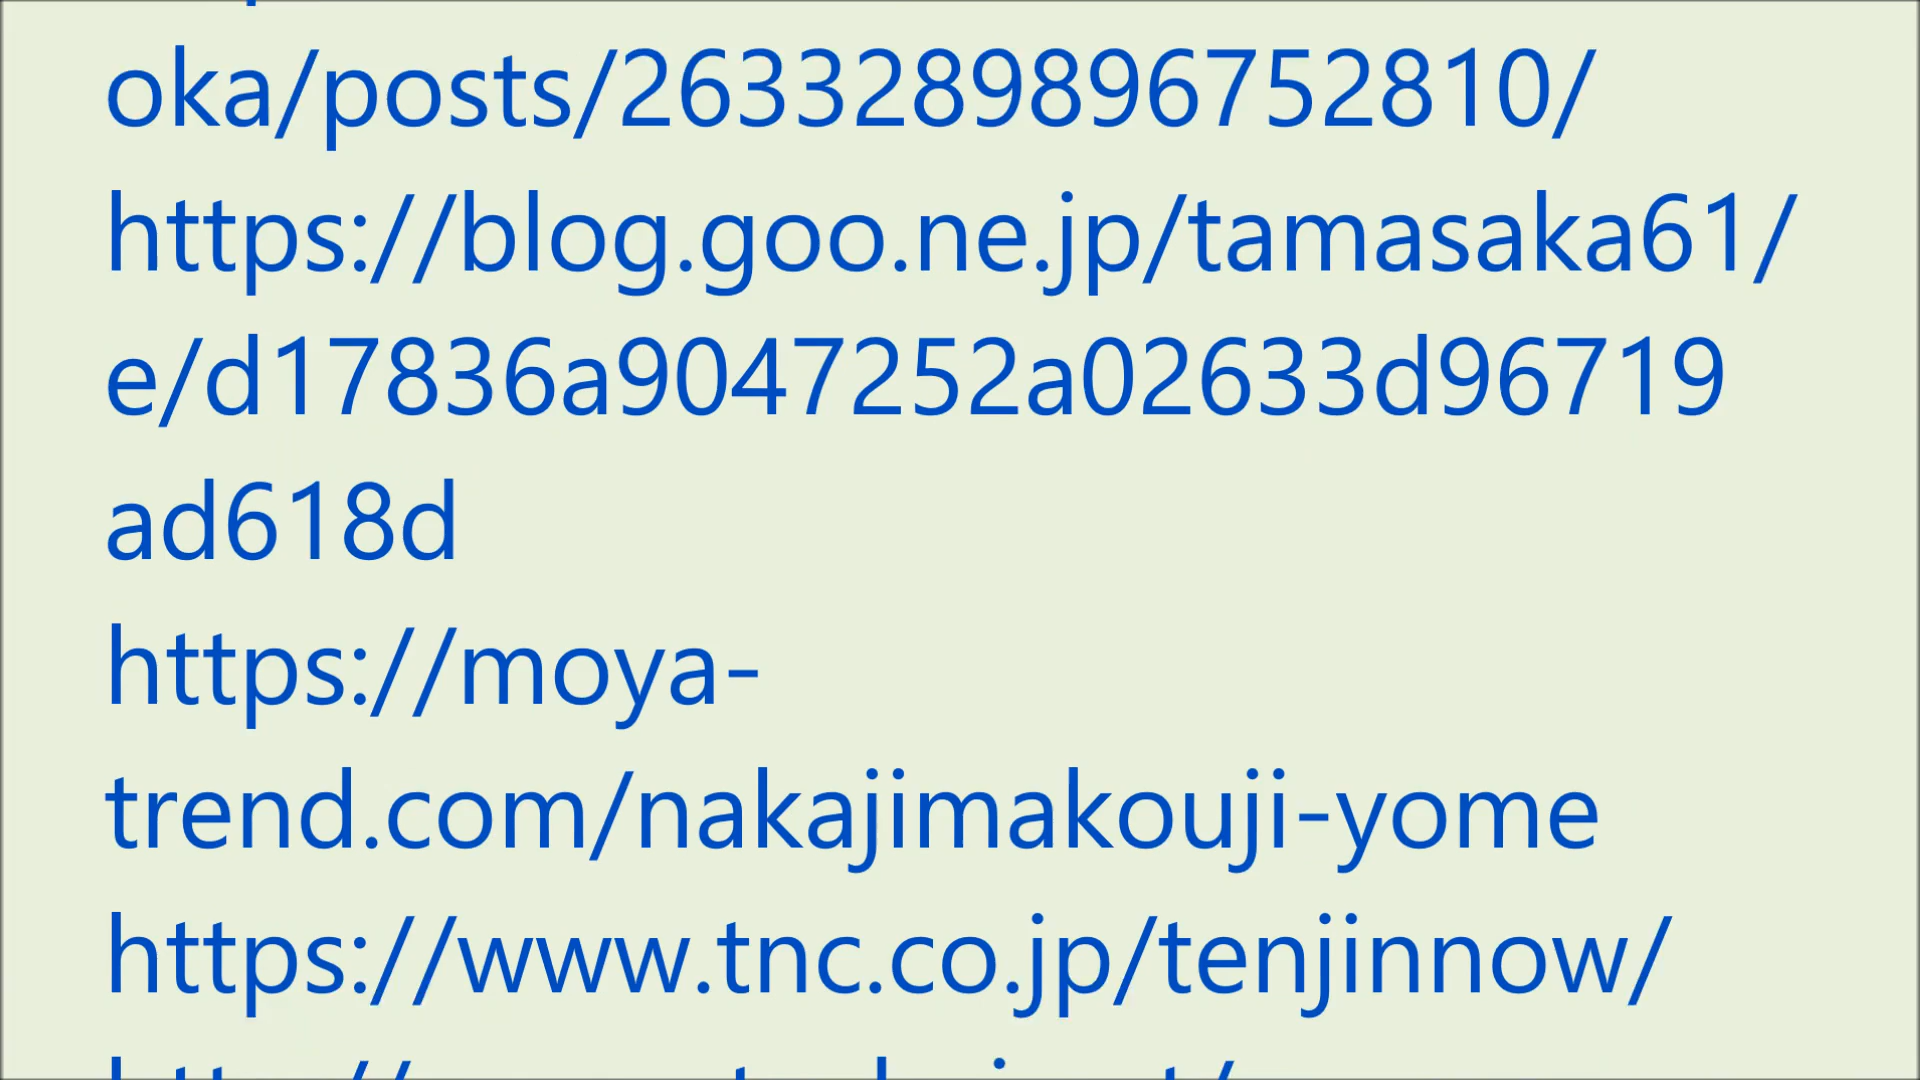 oka/posts/2633289896752810/
https://blog.goo.ne.jp/tamasaka61/
e/d17836a9047252a02633d96719
ad618d
https://moya-
trend.com/nakajimakouji-yome
https://www.tnc.co.jp/tenjinnow/